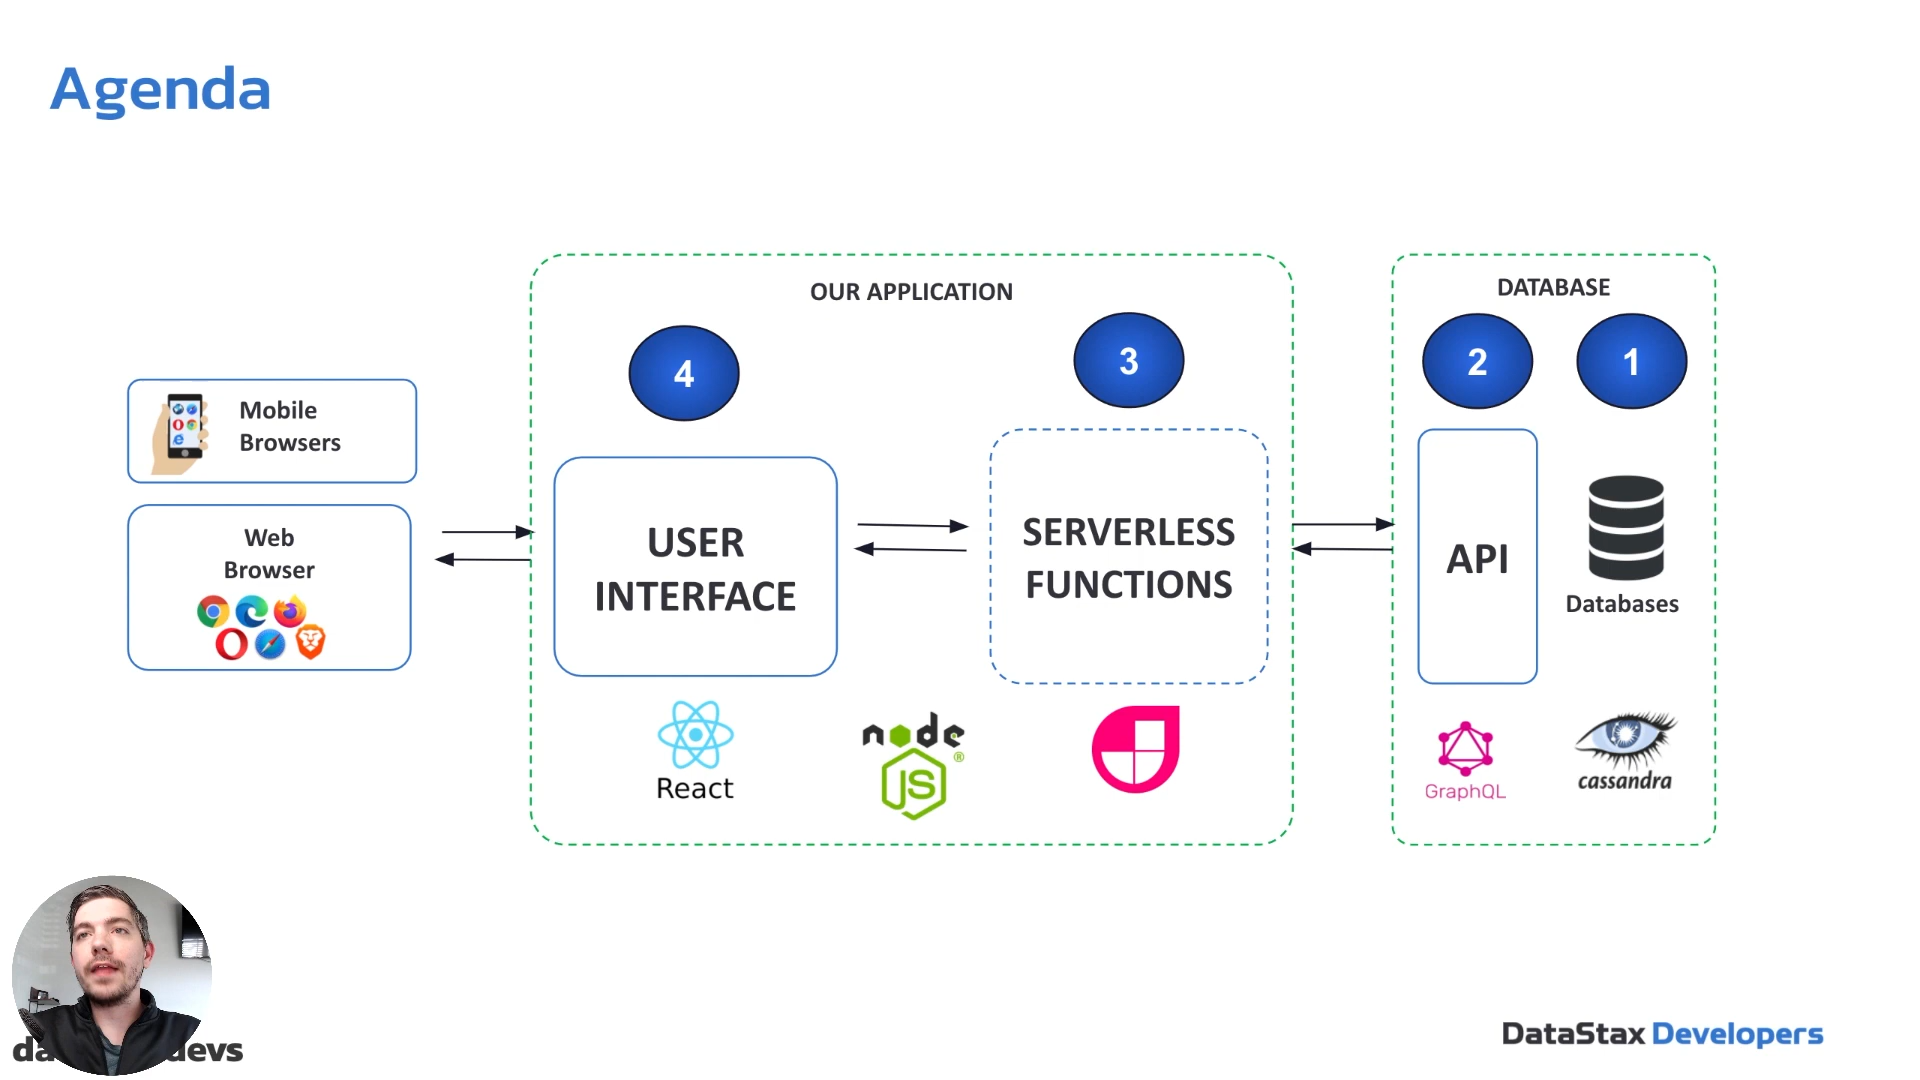 Agenda
OUR APPLICATION
DATABASE
4
3
2
1
Mobile
Browsers
Web
Browser
USER
INTERFACE
SERVERLESS
FUNCTIONS
API
Databases
React
node
JS
®
GraphQL
cassandra
DataStax Developers